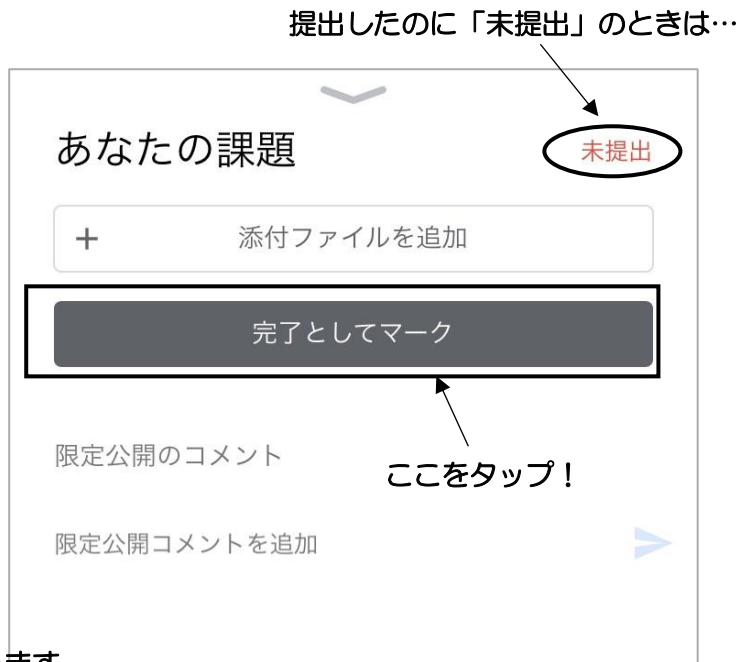 提出したのに「未提出」のときは…
あなたの課題
未提出
+ 添付ファイルを追加
完了としてマーク
限定公開のコメント
ここをタップ！
限定公開コメントを追加
ます